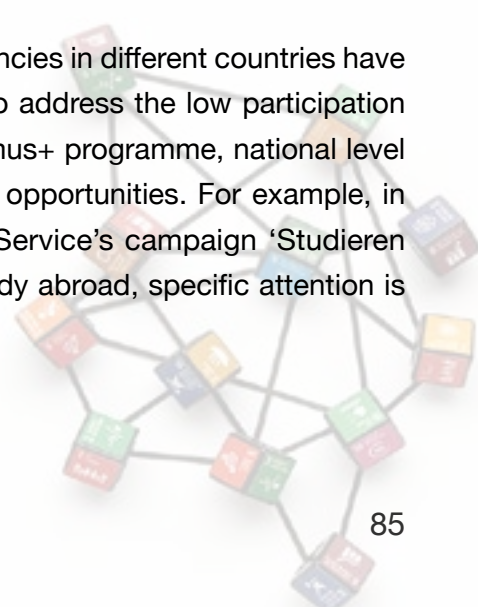 ncies in different countries have
o address the low participation
nus+ programme, national level
opportunities. For example, in
Service’s campaign ‘Studieren
dy abroad, specific attention is
85